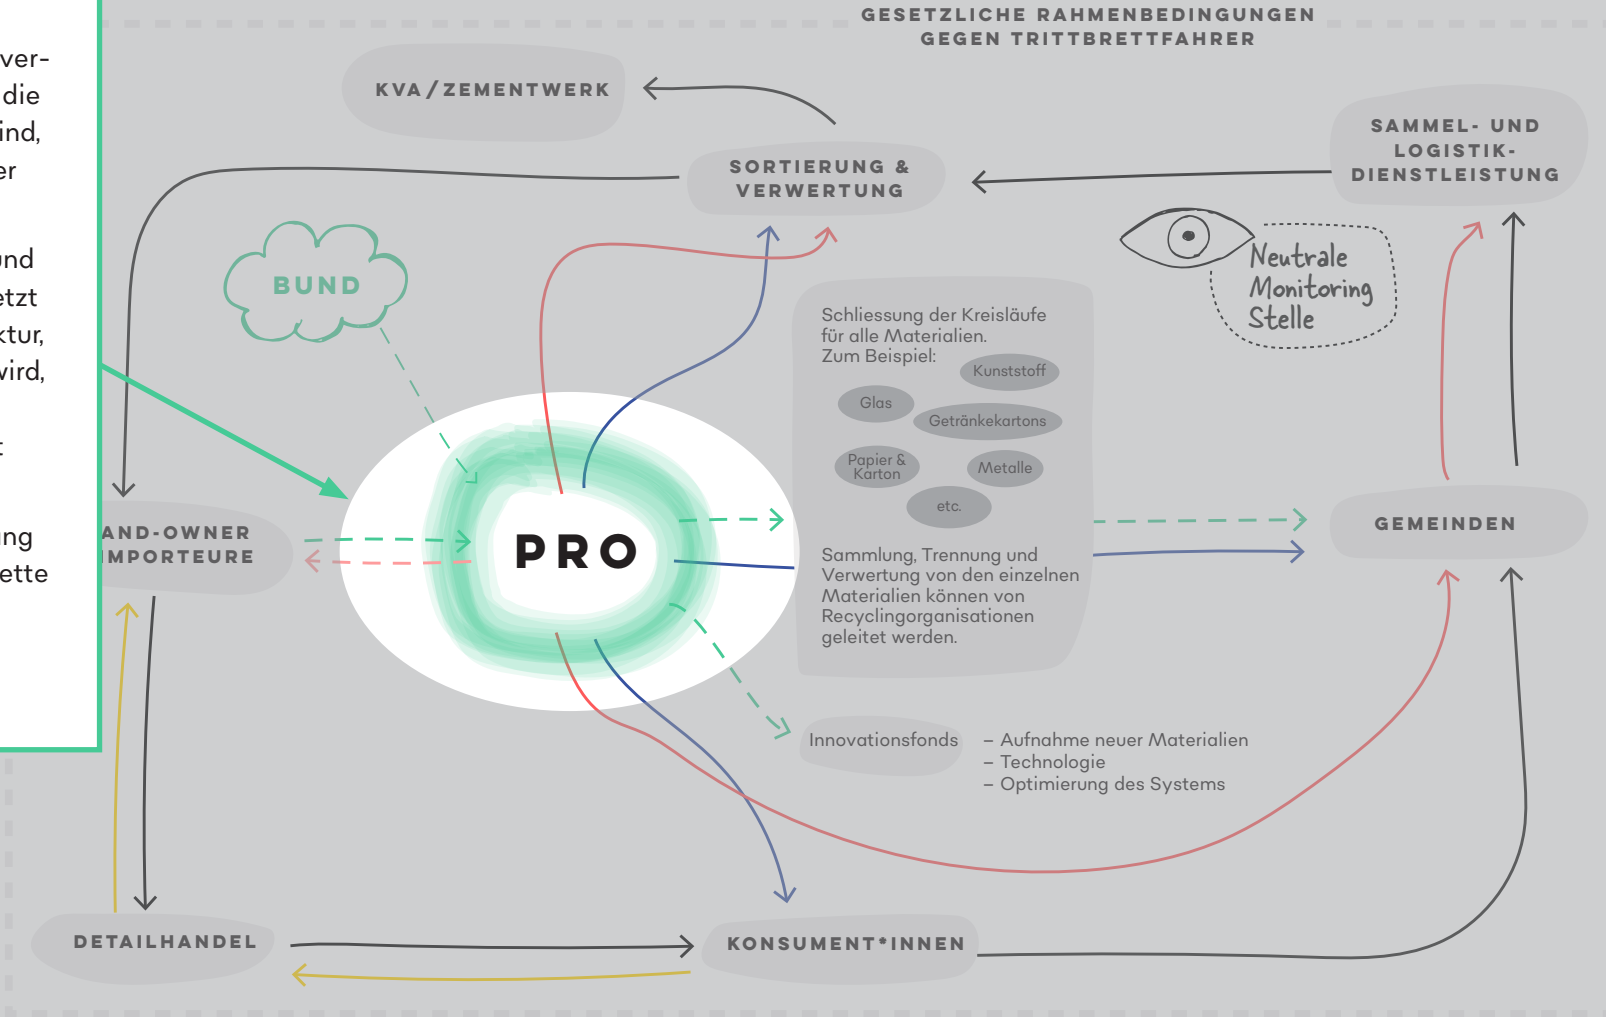 GESETZLICHE RAHMENBEDINGUNGEN
GEGEN TRITTBRETTFAHRER
ver-
die
ind,
er
und
etzt
ktur,
wird,
t
ng
ette
KVA/ZEMENTWERK
SORTIERUNG &
VERWERTUNG
SAMMEL- UND
LOGISTIK-
DIENSTLEISTUNG
Neutrale
Monitoring
Stelle
BUND
Schliessung der Kreisläufe
für alle Materialien.
Zum Beispiel:
Kunststoff
Glas
Getränkekartons
Papier &
Karton
Metalle
etc.
Sammlung, Trennung und
Verwertung von den einzelnen
Materialien können von
Recyclingorganisationen
geleitet werden.
AND-OWNER
IMPORTEURE
PRO
GEMEINDEN
Innovationsfonds
– Aufnahme neuer Materialien
– Technologie
– Optimierung des Systems
DETAILHANDEL
KONSUMENT*INNEN